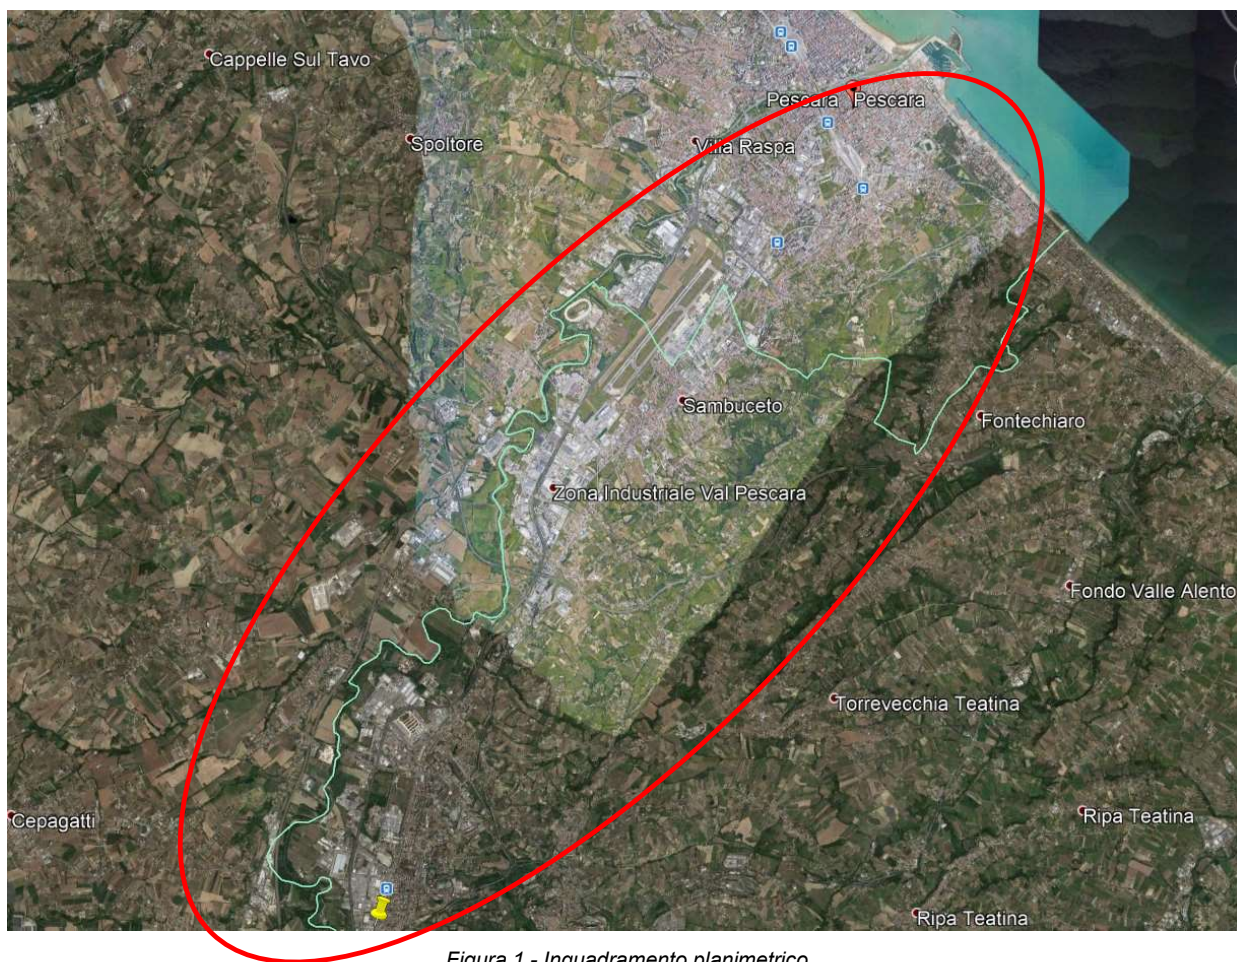 Cappelle Sul Tavo
Pescara Pescara
Spoltore
Villa Raspa
Sambuceto
Fontechiaro
Zona Industriale Val Pescara
Fondo Valle Alento
Torrevecchia Teatina
Cepagatti
Ripa Teatina
Ripa Teatina
Figura 1 - Inquadramento planimetrico